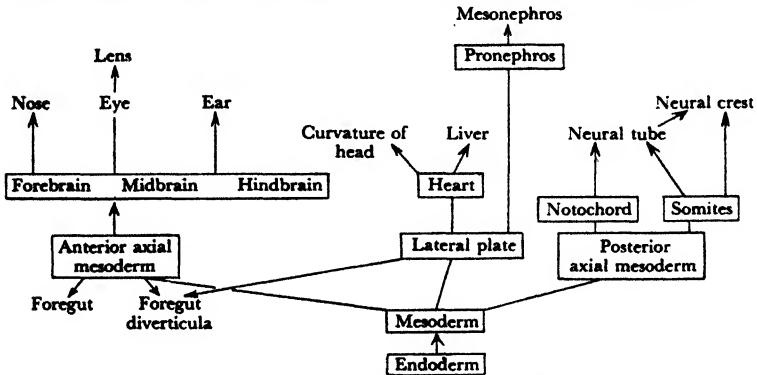 Mesonephros
Pronephros
Lens
Nose Eye Ear
Neural crest
Curvature of
head
Liver
Neural tube
Forebrain Midbrain Hindbrain
Heart
Notochord Somites
Anterior axial
mesoderm
Lateral plate
Posterior
axial mesoderm
Foregut
Foregut
diverticula
Mesoderm
Endoderm